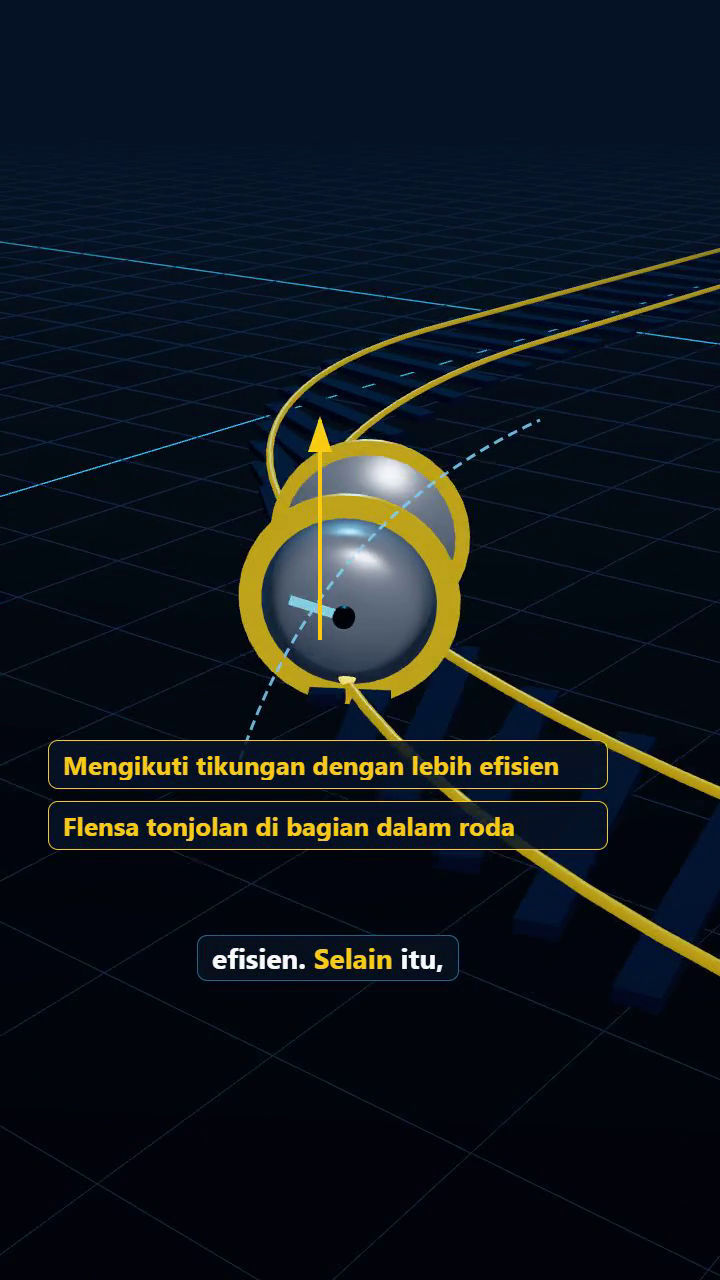 Mengikuti tikungan dengan lebih efisien
Flensa tonjolan di bagian dalam roda
efisien. Selain itu,